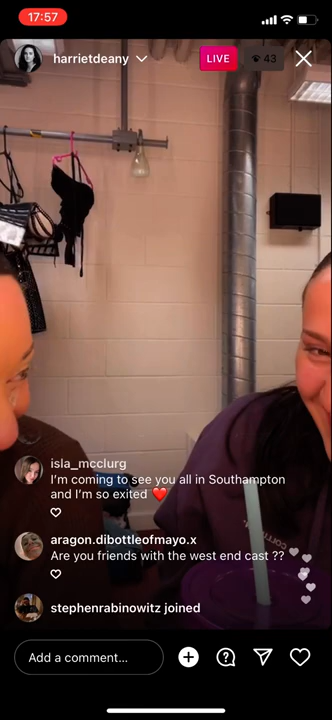 17:57
harrietdeany
LIVE
43
isla_mcclurg
I'm coming to see you all in Southampton
and I'm so exited ❤️
aragon.dibottleofmayo.x
Are you friends with the west end cast ??
stephenrabinowitz joined
Add a comment...